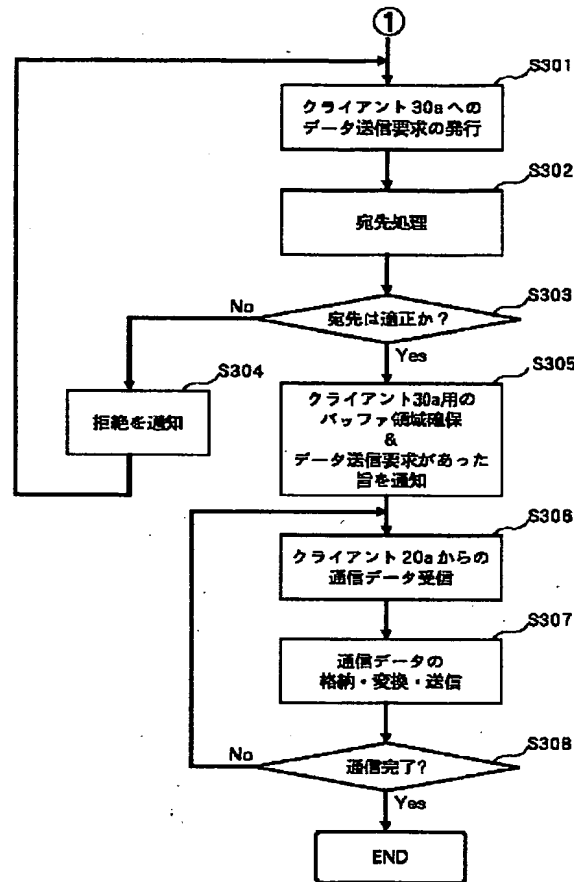 ①
S301
クライアント30aへの
データ送信要求の発行
S302
宛先処理
S303
宛先は適正か?
No
Yes
S304
拒絶を通知
S305
クライアント30a用の
バッファ領域確保
&
データ送信要求があった
旨を通知
S306
クライアント20aからの
通信データ受信
S307
通信データの
格納・変換・送信
S308
通信完了?
No
Yes
END